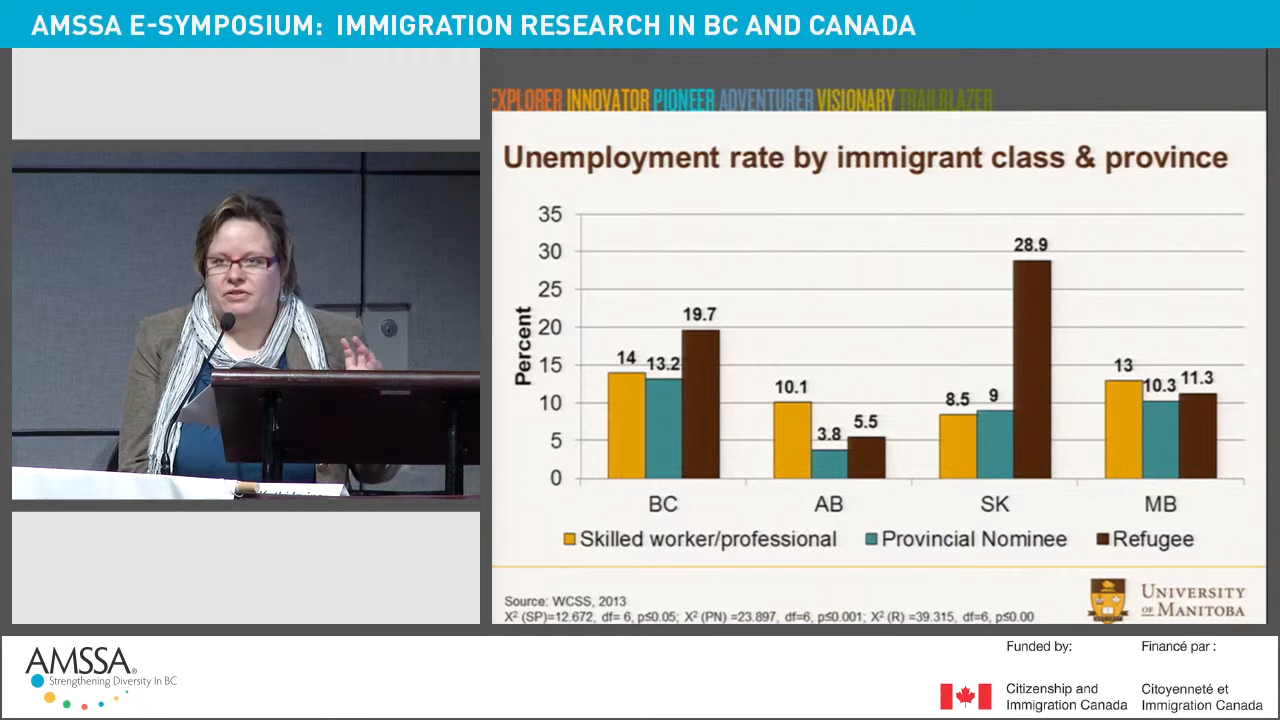 AMSSA E-SYMPOSIUM: IMMIGRATION RESEARCH IN BC AND CANADA
EXPLORER INNOVATOR PIONEER ADVENTURER VISIONARY TRAILBLAZER
Unemployment rate by immigrant class & province
Percent
35
30
25
20
15
10
5
0
14
13.2
19.7
10.1
3.8
5.5
8.5
9
28.9
13
10.3
11.3
BC
AB
SK
MB
Skilled worker/professional
Provincial Nominee
Refugee
Source: WCSS, 2013
X² (SP)=12.672, df= 6, p≤0.05; X² (PN) =23.897, df=6, p≤0.001; X² (R) =39.315, df=6, p≤0.00
UNIVERSITY
OF MANITOBA
AMSSA®
Strengthening Diversity In BC
Funded by:
Citizenship and
Immigration Canada
Financé par :
Citoyenneté et
Immigration Canada